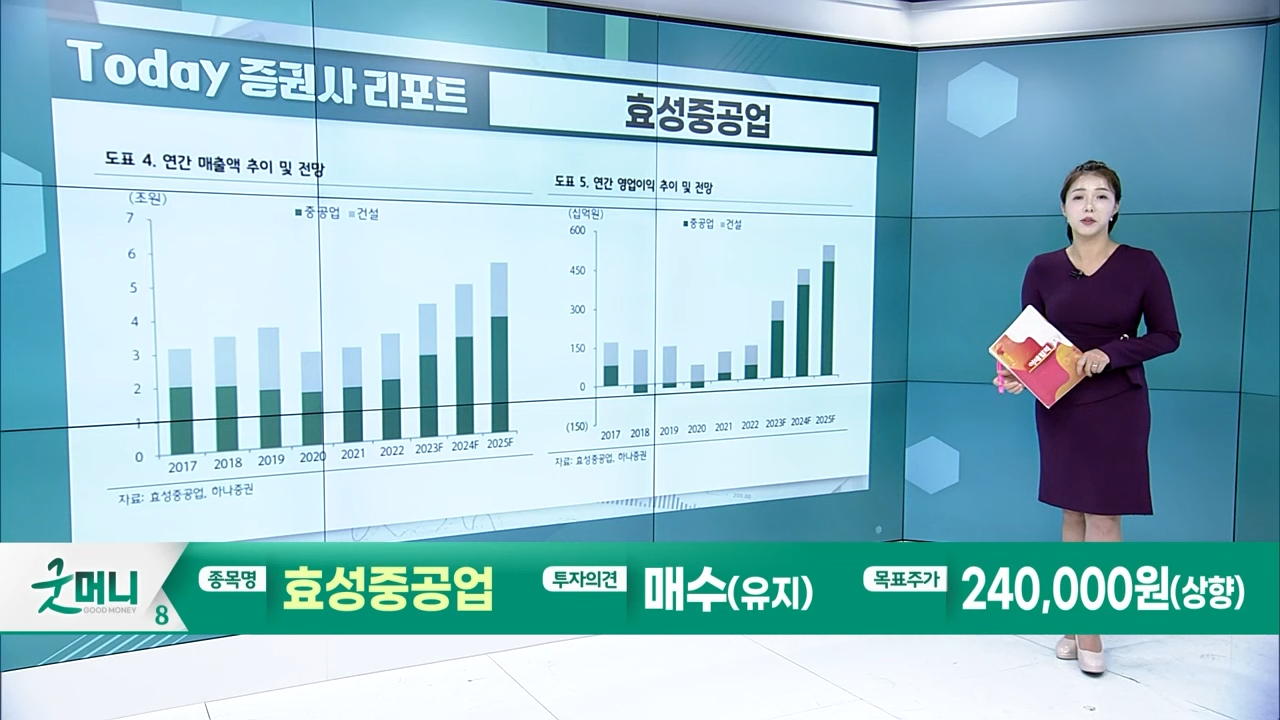 Today 증권사 리포트
효성중공업
도표 4. 연간 매출액 추이 및 전망
(조원)
■중공업 ■건설
7
6
5
4
3
2
1
0
2017 2018 2019 2020 2021 2022 2023F 2024F 2025F
자료: 효성중공업, 하나증권
도표 5. 연간 영업이익 추이 및 전망
(십억원)
■중공업 ■건설
600
450
300
150
0
(150)
2017 2018 2019 2020 2021 2022 2023F 2024F 2025F
자료: 효성중공업, 하나증권
굿머니
GOOD MONEY
8
종목명 효성중공업 투자의견 매수(유지) 목표주가 240,000원(상향)